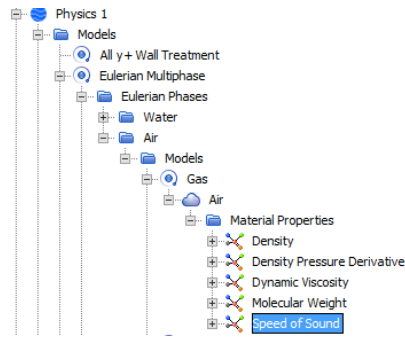 Physics 1
Models
All y+ Wall Treatment
Eulerian Multiphase
Eulerian Phases
Water
Air
Models
Gas
Air
Material Properties
Density
Density Pressure Derivative
Dynamic Viscosity
Molecular Weight
Speed of Sound